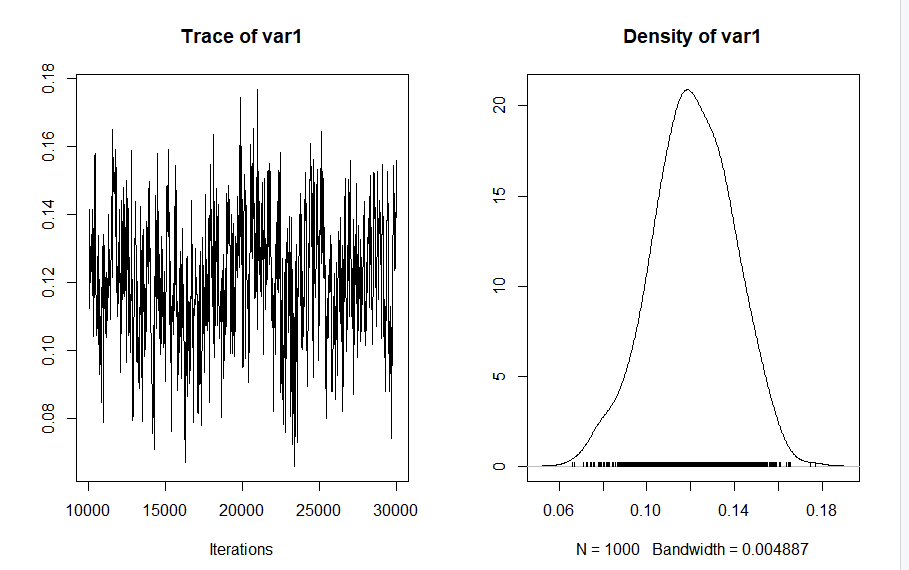 Trace of var1
0.18
0.16
0.14
0.12
0.10
0.08
10000 15000 20000 25000 30000
Iterations
Density of var1
20
15
10
5
0
0.06 0.10 0.14 0.18
N = 1000 Bandwidth = 0.004887